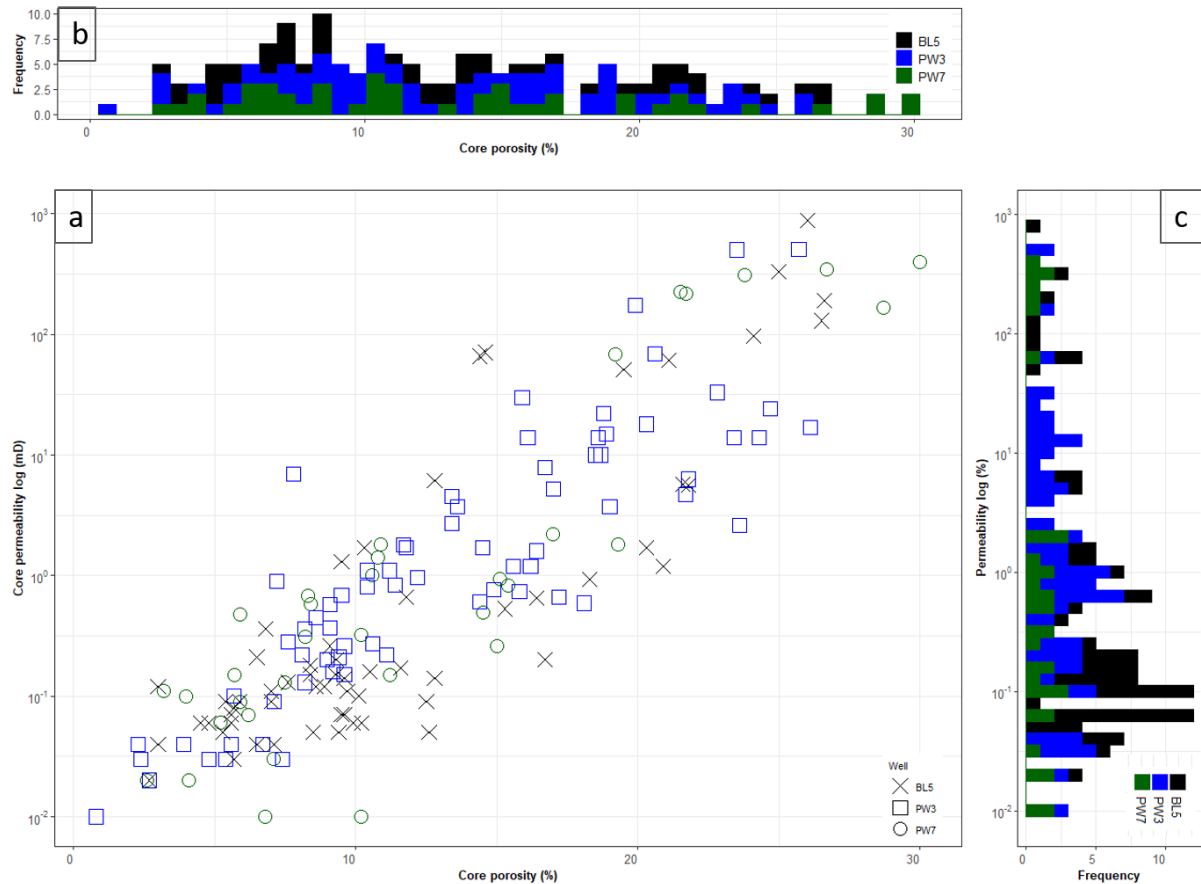 b
10.0
7.5
5.0
2.5
0.0
Frequency
0
10
20
30
Core porosity (%)
BL5
PW3
PW7
a
10³
10²
10¹
10⁰
10⁻¹
10⁻²
Core permeability log (mD)
0
10
20
30
Core porosity (%)
Well
BL5
PW3
PW7
c
10³
10²
10¹
10⁰
10⁻¹
10⁻²
Permeability log (%)
0
5
10
Frequency
PW7
PW3
BL5